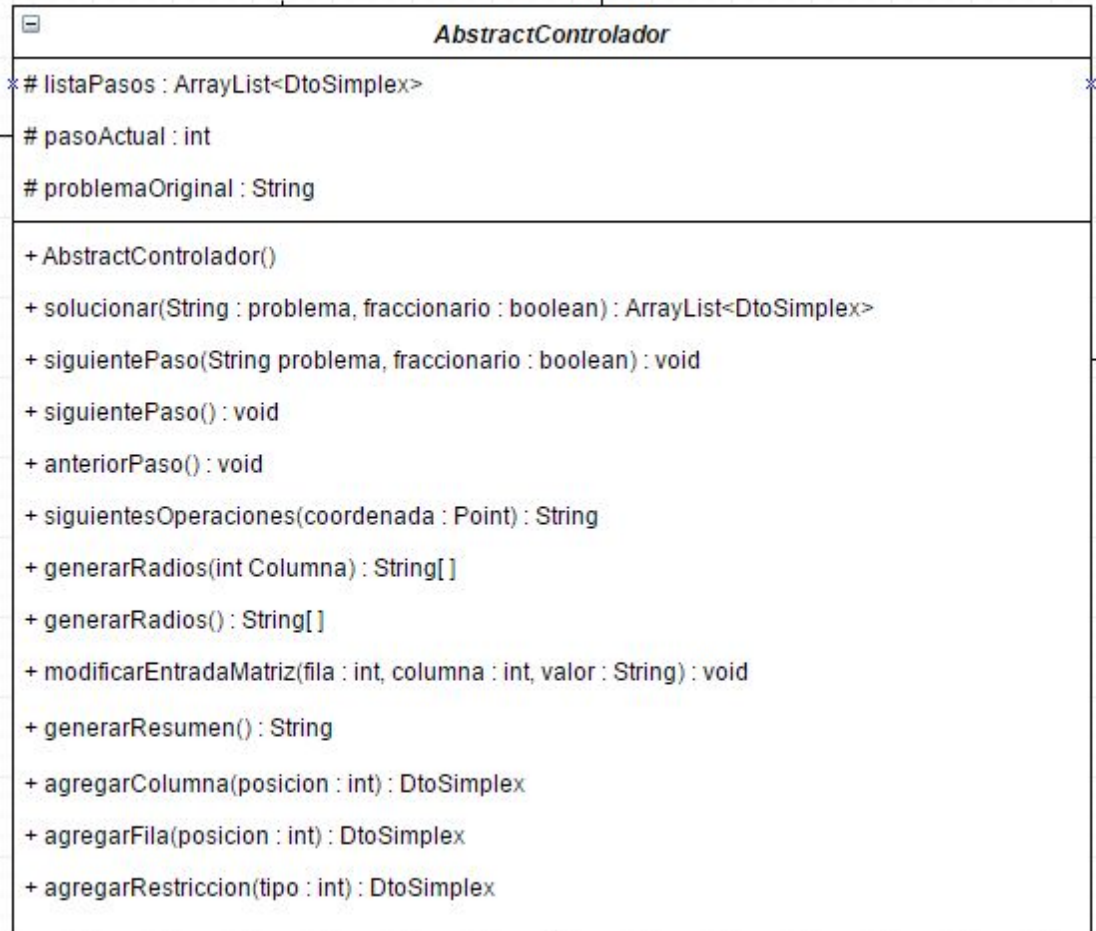 AbstractControlador
# listaPasos : ArrayList<DtoSimplex>
# pasoActual : int
# problemaOriginal : String
+ AbstractControlador()
+ solucionar(String : problema, fraccionario : boolean) : ArrayList<DtoSimplex>
+ siguientePaso(String problema, fraccionario : boolean) : void
+ siguientePaso() : void
+ anteriorPaso() : void
+ siguientesOperaciones(coordenada : Point) : String
+ generarRadios(int Columna) : String[ ]
+ generarRadios() : String[ ]
+ modificarEntradaMatriz(fila : int, columna : int, valor : String) : void
+ generarResumen() : String
+ agregarColumna(posicion : int) : DtoSimplex
+ agregarFila(posicion : int) : DtoSimplex
+ agregarRestriccion(tipo : int) : DtoSimplex